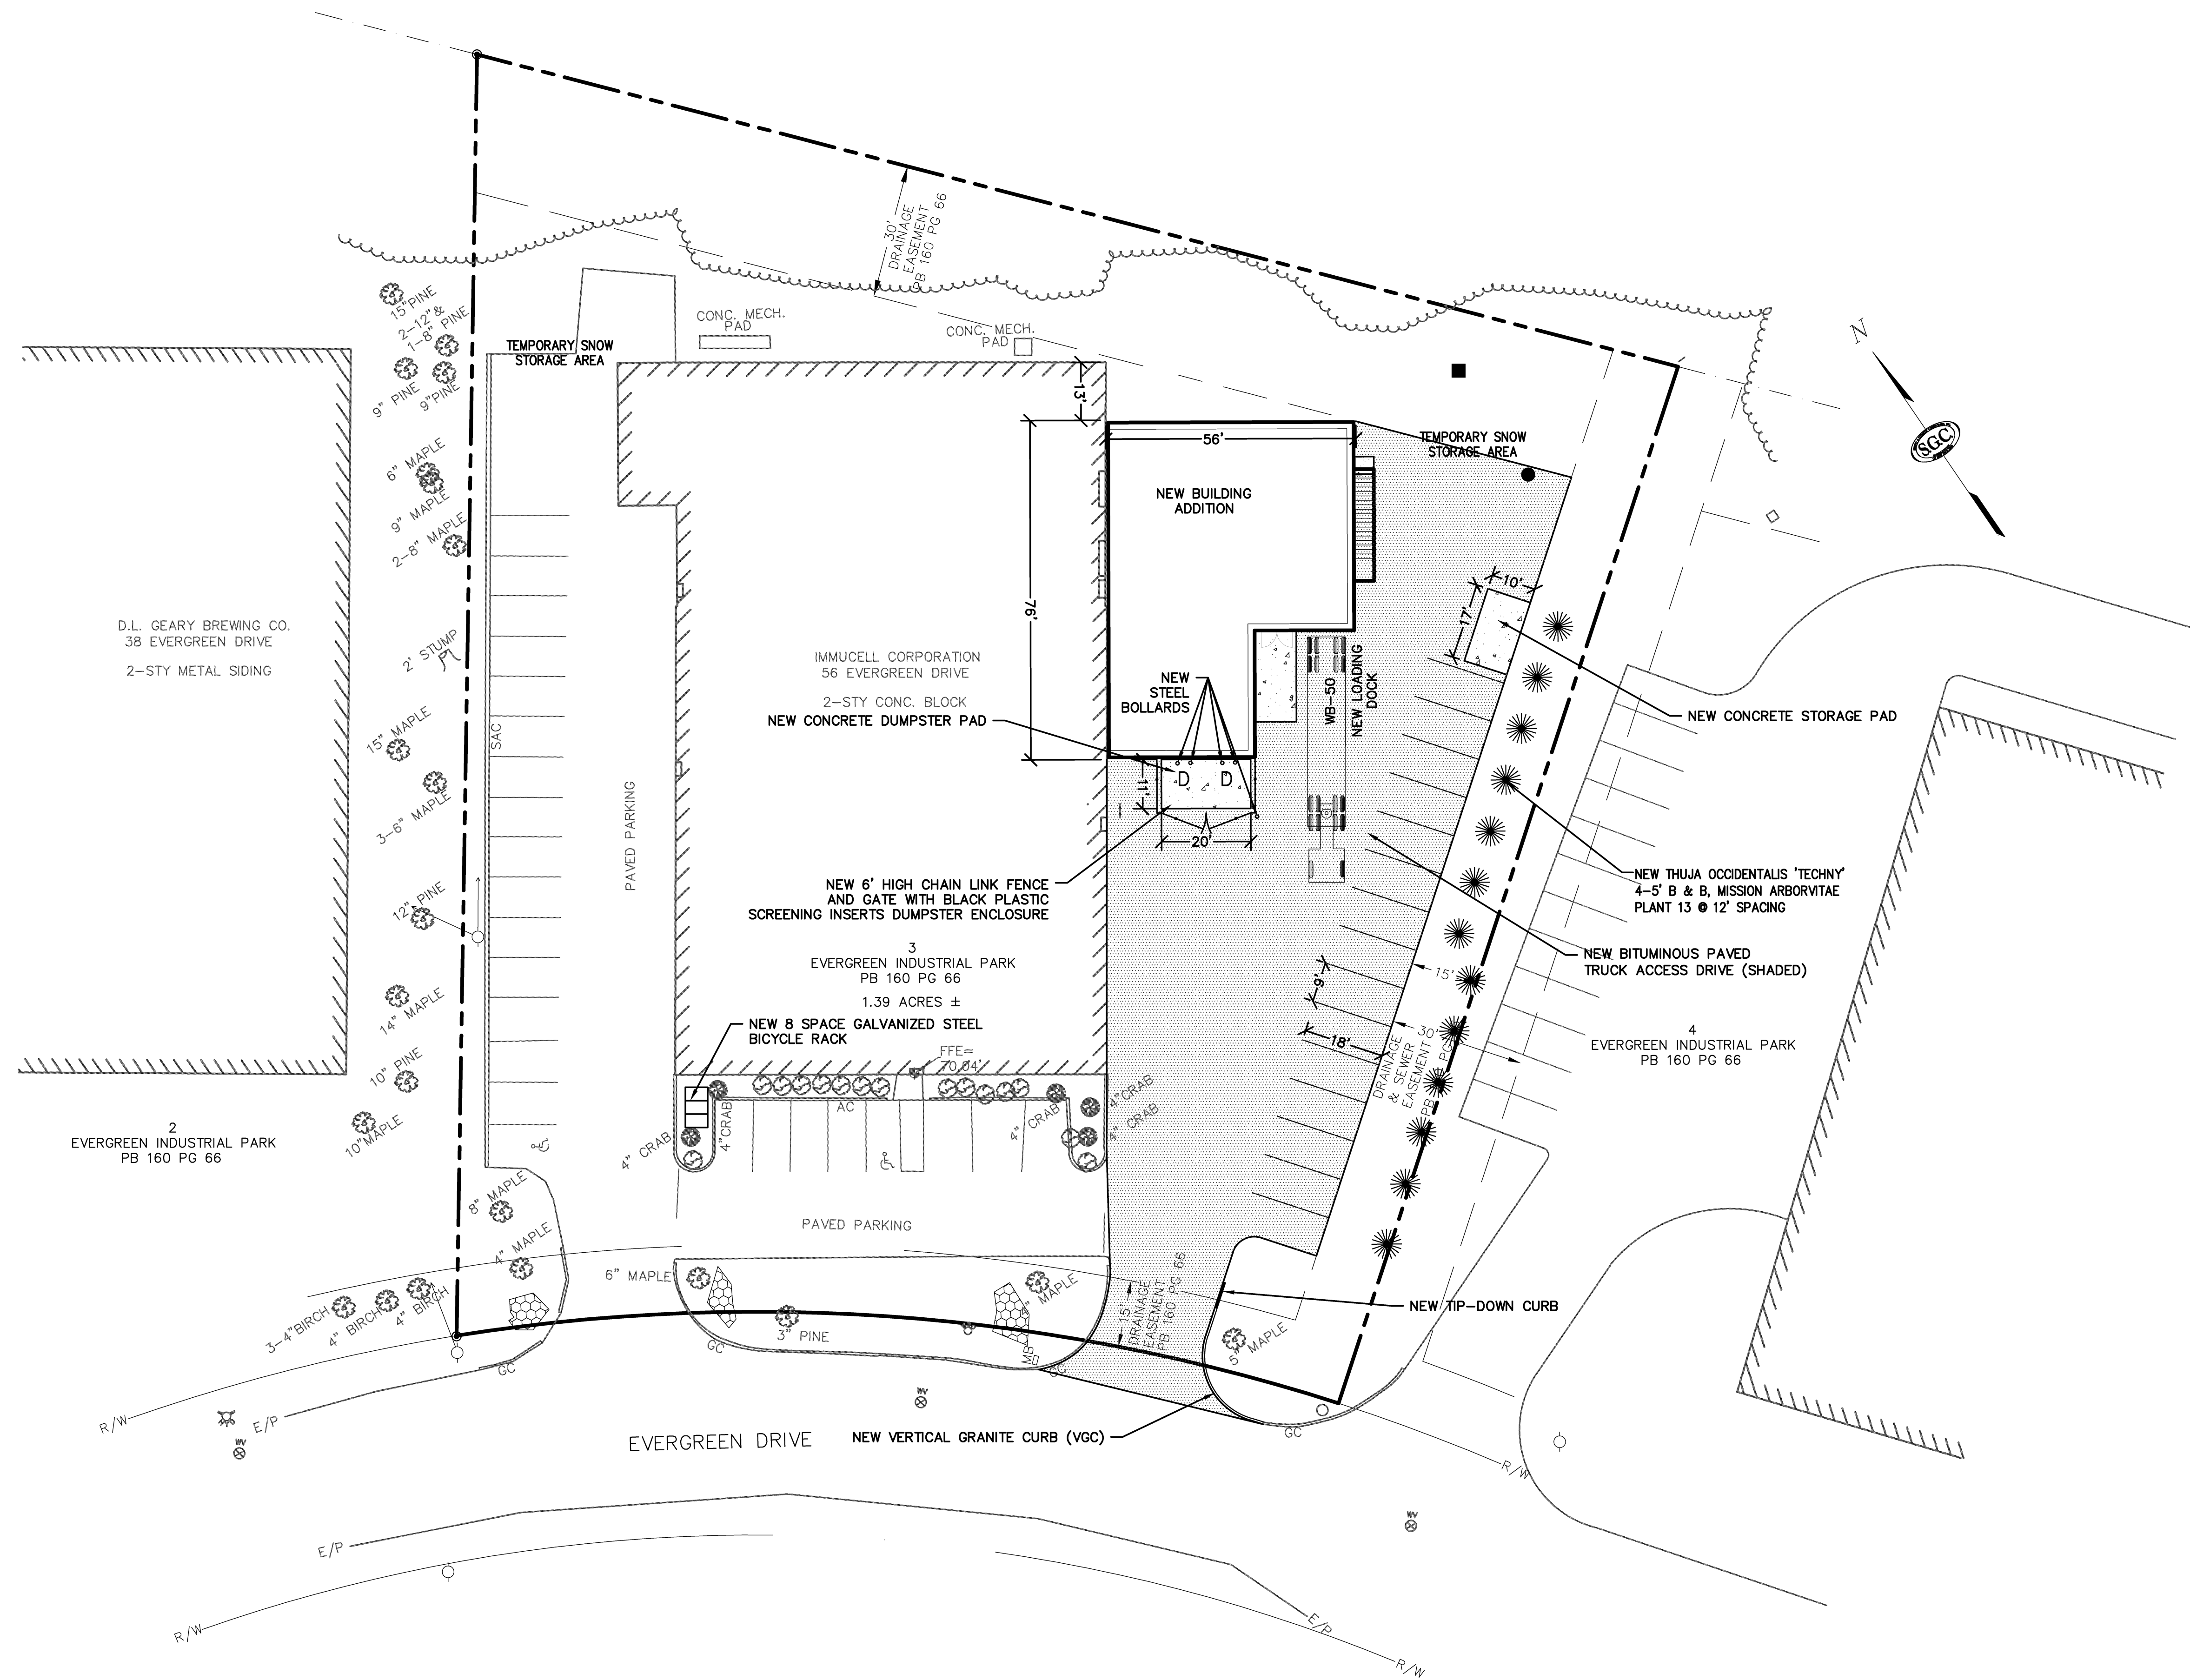 30'
DRAINAGE
EASEMENT
PB 160 PG 66
15"PINE
2-12"&
1-8" PINE
9" PINE
9"PINE
6" MAPLE
9" MAPLE
2-8" MAPLE
2' STUMP
15" MAPLE
3-6" MAPLE
12" PINE
14" MAPLE
10" PINE
10"MAPLE
8" MAPLE
4" MAPLE
3-4"BIRCH
4" BIRCH
4" BIRCH
TEMPORARY SNOW
STORAGE AREA
CONC. MECH.
PAD
CONC. MECH.
PAD
13'
56'
76'
NEW BUILDING
ADDITION
TEMPORARY SNOW
STORAGE AREA
N
S.G.C.
D.L. GEARY BREWING CO.
38 EVERGREEN DRIVE
2-STY METAL SIDING
SAC
PAVED PARKING
IMMUCELL CORPORATION
56 EVERGREEN DRIVE
2-STY CONC. BLOCK
NEW CONCRETE DUMPSTER PAD
NEW
STEEL
BOLLARDS
D
D
11'
20'
WB-50
NEW LOADING
DOCK
10'
17'
NEW CONCRETE STORAGE PAD
NEW THUJA OCCIDENTALIS 'TECHNY'
4-5' B & B, MISSION ARBORVITAE
PLANT 13 @ 12' SPACING
NEW BITUMINOUS PAVED
TRUCK ACCESS DRIVE (SHADED)
NEW 6' HIGH CHAIN LINK FENCE
AND GATE WITH BLACK PLASTIC
SCREENING INSERTS DUMPSTER ENCLOSURE
3
EVERGREEN INDUSTRIAL PARK
PB 160 PG 66
1.39 ACRES ±
NEW 8 SPACE GALVANIZED STEEL
BICYCLE RACK
FFE=
70.04'
15'
9'
30'
18'
DRAINAGE
& SEWER
EASEMENT
PB PG
4
EVERGREEN INDUSTRIAL PARK
PB 160 PG 66
2
EVERGREEN INDUSTRIAL PARK
PB 160 PG 66
AC
4" CRAB
4"CRAB
4" CRAB
4"CRAB
4" CRAB
PAVED PARKING
6" MAPLE
3" PINE
4" MAPLE
15'
DRAINAGE
EASEMENT
PB 160 PG 66
5" MAPLE
NEW TIP-DOWN CURB
MB
GC
GC
GC
GC
R/W
E/P
WV
WV
WV
EVERGREEN DRIVE
NEW VERTICAL GRANITE CURB (VGC)
R/W
E/P
R/W
E/P
R/W